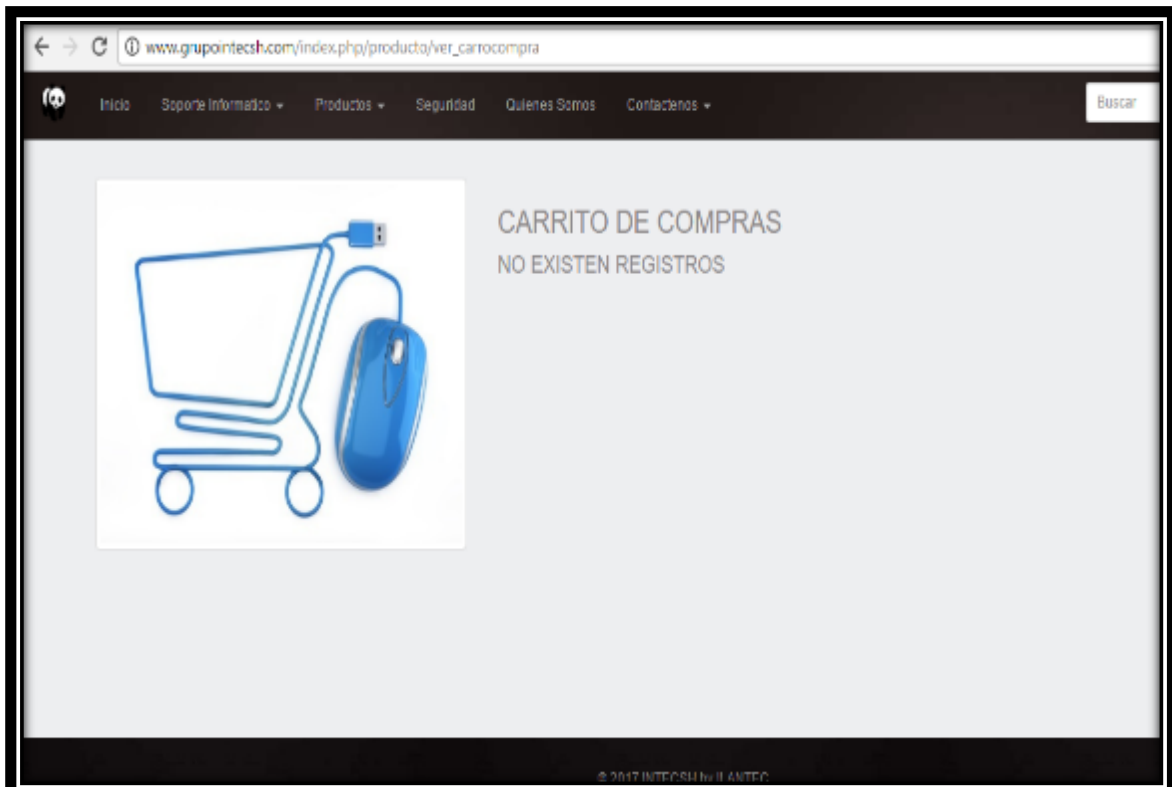 www.grupointecsh.com/index.php/producto/ver_carrocompra
Inicio Soporte Informatico Productos Seguridad Quienes Somos Contactenos Buscar
CARRITO DE COMPRAS
NO EXISTEN REGISTROS
© 2017 INTECSH by ILANTEC